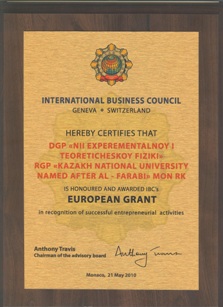 INTERNATIONAL BUSINESS COUNCIL
GENEVA • SWITZERLAND
HEREBY CERTIFIES THAT
DGP «NII EXPEREMENTALNOY I
TEORETICHESKOY FIZIKI»
RGP «KAZAKH NATIONAL UNIVERSITY
NAMED AFTER AL - FARABI» MON RK
IS HONOURED AND AWARDED IBC's
EUROPEAN GRANT
in recognition of successful entrepreneurial activities
Anthony Travis
Chairman of the advisory board
Monaco, 31 May 2010